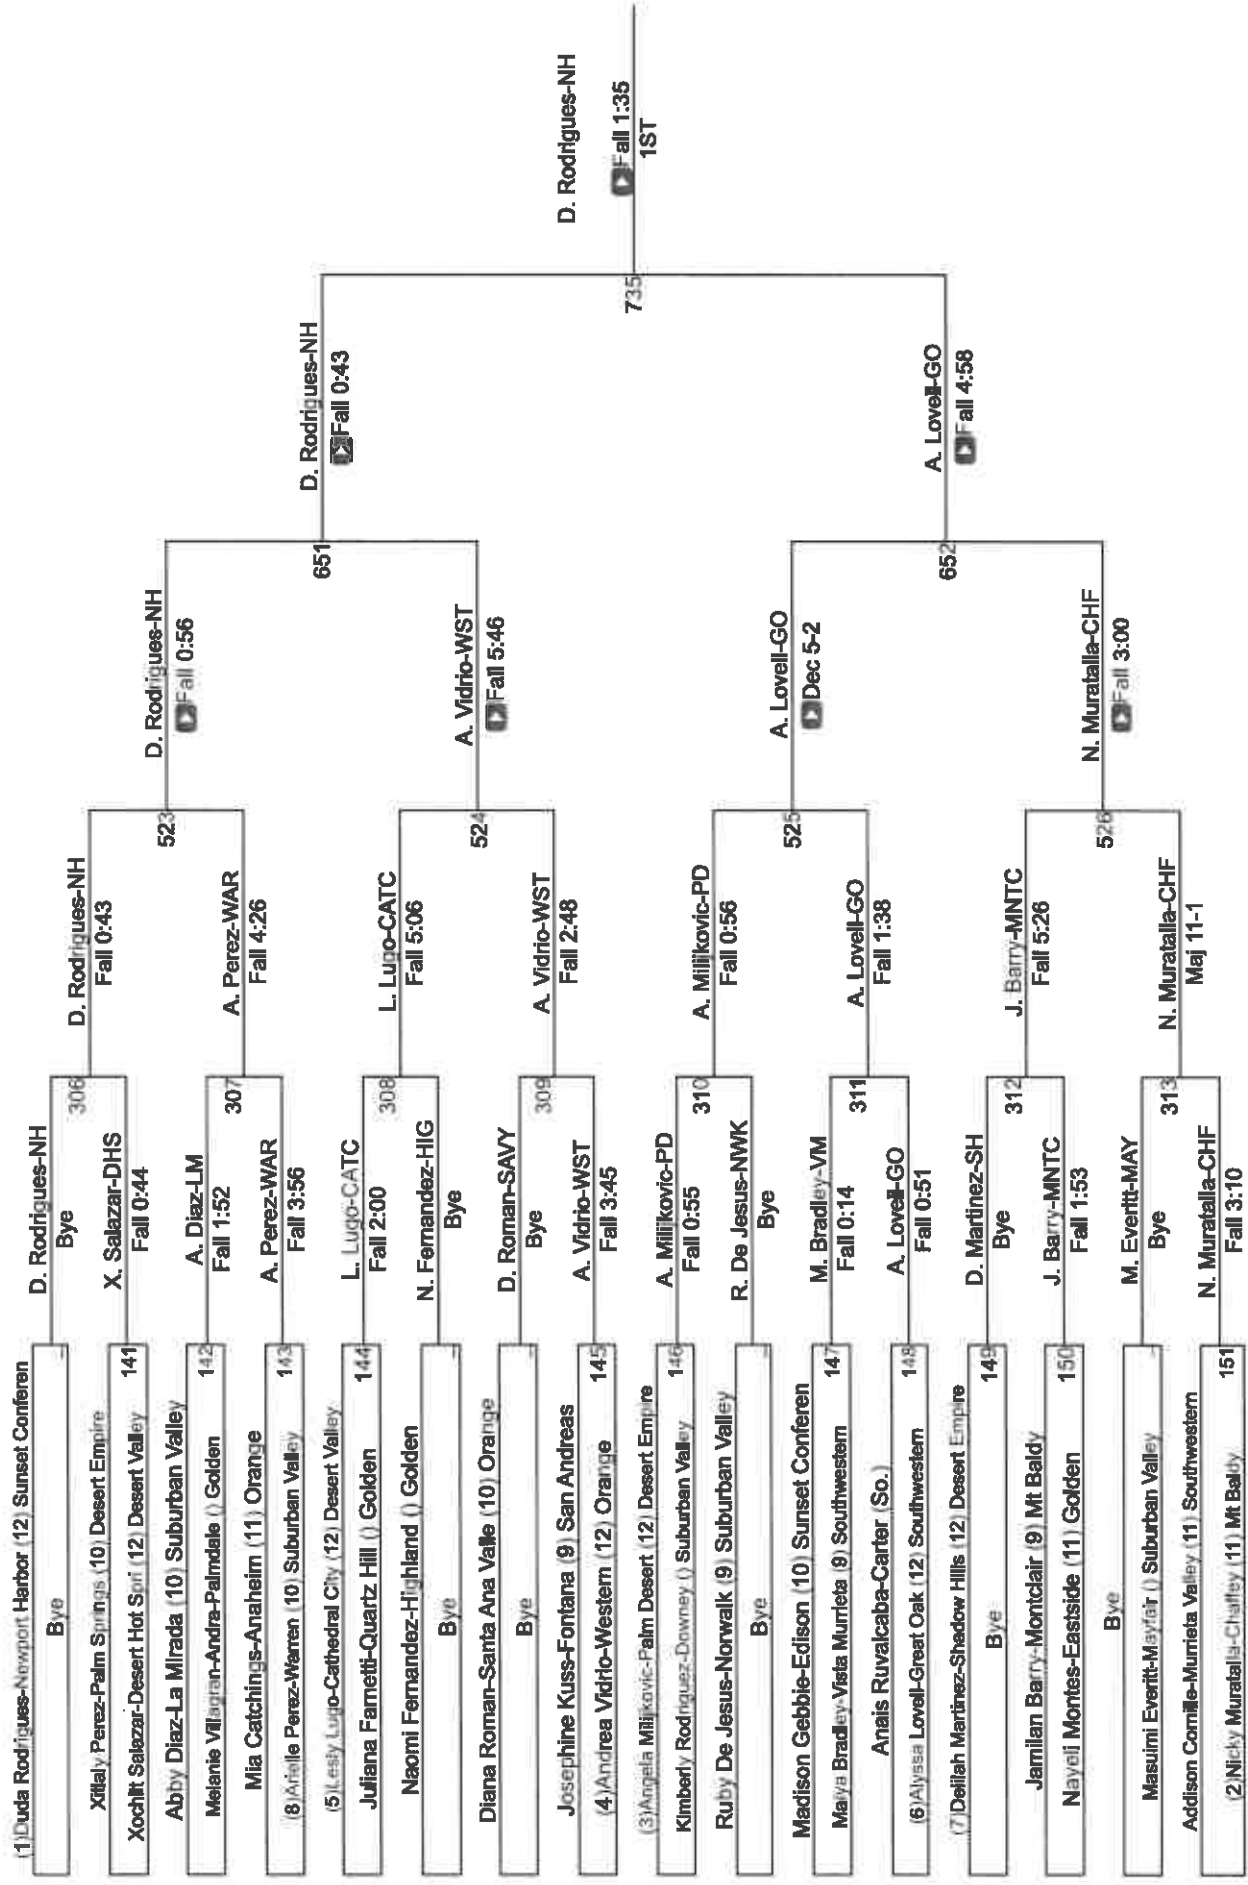 (1)Duda Rodrigues-Newport Harbor (12) Sunset Conferen
Bye
Xitlaly Perez-Palm Springs (10) Desert Empire
Xochilt Salazar-Desert Hot Spri (12) Desert Valley
141
Abby Diaz-La Mirada (10) Suburban Valley
Melanie Villagran-Andra-Palmdale () Golden
142
Mia Catchings-Anaheim (11) Orange
(8)Arielle Perez-Warren (10) Suburban Valley
143
(5)Lesly Lugo-Cathedral City (12) Desert Valley
Juliana Farnetti-Quartz Hill () Golden
144
Naomi Fernandez-Highland () Golden
Bye
Diana Roman-Santa Ana Valle (10) Orange
Bye
Josephine Kuss-Fontana (9) San Andreas
(4)Andrea Vidrio-Western (12) Orange
145
(3)Angela Milijkovic-Palm Desert (12) Desert Empire
Kimberly Rodriguez-Downey () Suburban Valley
146
Ruby De Jesus-Norwalk (9) Suburban Valley
Bye
Madison Gebbie-Edison (10) Sunset Conferen
Maiya Bradley-Vista Murrieta (9) Southwestern
147
Anais Ruvalcaba-Carter (So.)
(6)Alyssa Lovell-Great Oak (12) Southwestern
148
(7)Delilah Martinez-Shadow Hills (12) Desert Empire
Bye
149
Jamilan Barry-Montclair (9) Mt Baldy
Nayeli Montes-Eastside (11) Golden
150
Bye
Masuimi Everitt-Mayfair () Suburban Valley
Addison Comille-Murrieta Valley (11) Southwestern
(2)Nicky Muratalla-Chaffey (11) Mt Baldy
151
D. Rodrigues-NH
Bye
306
X. Salazar-DHS
Fall 0:44
A. Diaz-LM
Fall 1:52
307
A. Perez-WAR
Fall 3:56
L. Lugo-CATC
Fall 2:00
308
N. Fernandez-HIG
Bye
D. Roman-SAVY
Bye
309
A. Vidrio-WST
Fall 3:45
A. Milijkovic-PD
Fall 0:55
310
R. De Jesus-NWK
Bye
M. Bradley-VM
Fall 0:14
311
A. Lovell-GO
Fall 0:51
D. Martinez-SH
Bye
312
J. Barry-MNTC
Fall 1:53
M. Everitt-MAY
Bye
313
N. Muratalla-CHF
Fall 3:10
D. Rodrigues-NH
Fall 0:43
523
A. Perez-WAR
Fall 4:26
L. Lugo-CATC
Fall 5:06
524
A. Vidrio-WST
Fall 2:48
A. Milijkovic-PD
Fall 0:56
525
A. Lovell-GO
Fall 1:38
J. Barry-MNTC
Fall 5:26
526
N. Muratalla-CHF
Maj 11-1
D. Rodrigues-NH
Fall 0:56
651
A. Vidrio-WST
Fall 5:46
A. Lovell-GO
Dec 5-2
652
N. Muratalla-CHF
Fall 3:00
D. Rodrigues-NH
Fall 0:43
735
A. Lovell-GO
Fall 4:58
D. Rodrigues-NH
Fall 1:35
1ST